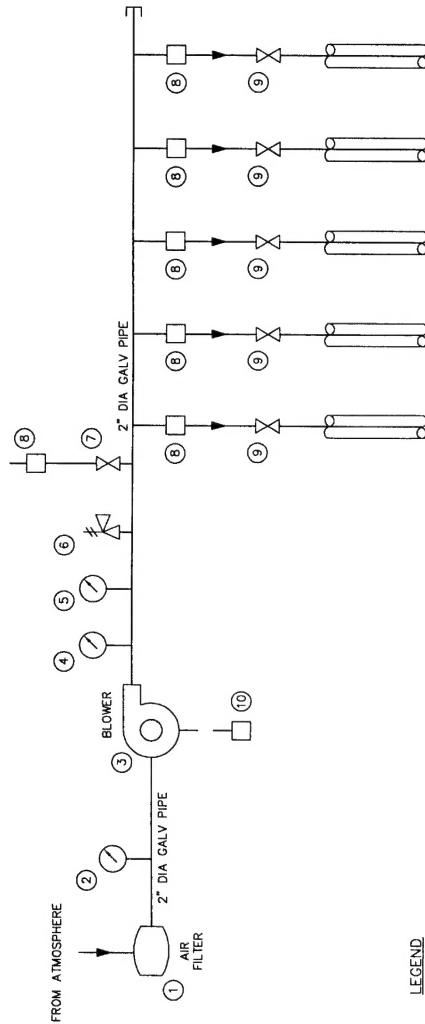 FROM ATMOSPHERE
1
AIR
FILTER
2
2" DIA GALV PIPE
3
BLOWER
10
4
5
6
7
8
2" DIA GALV PIPE
8
9
8
9
8
9
8
9
8
9
LEGEND